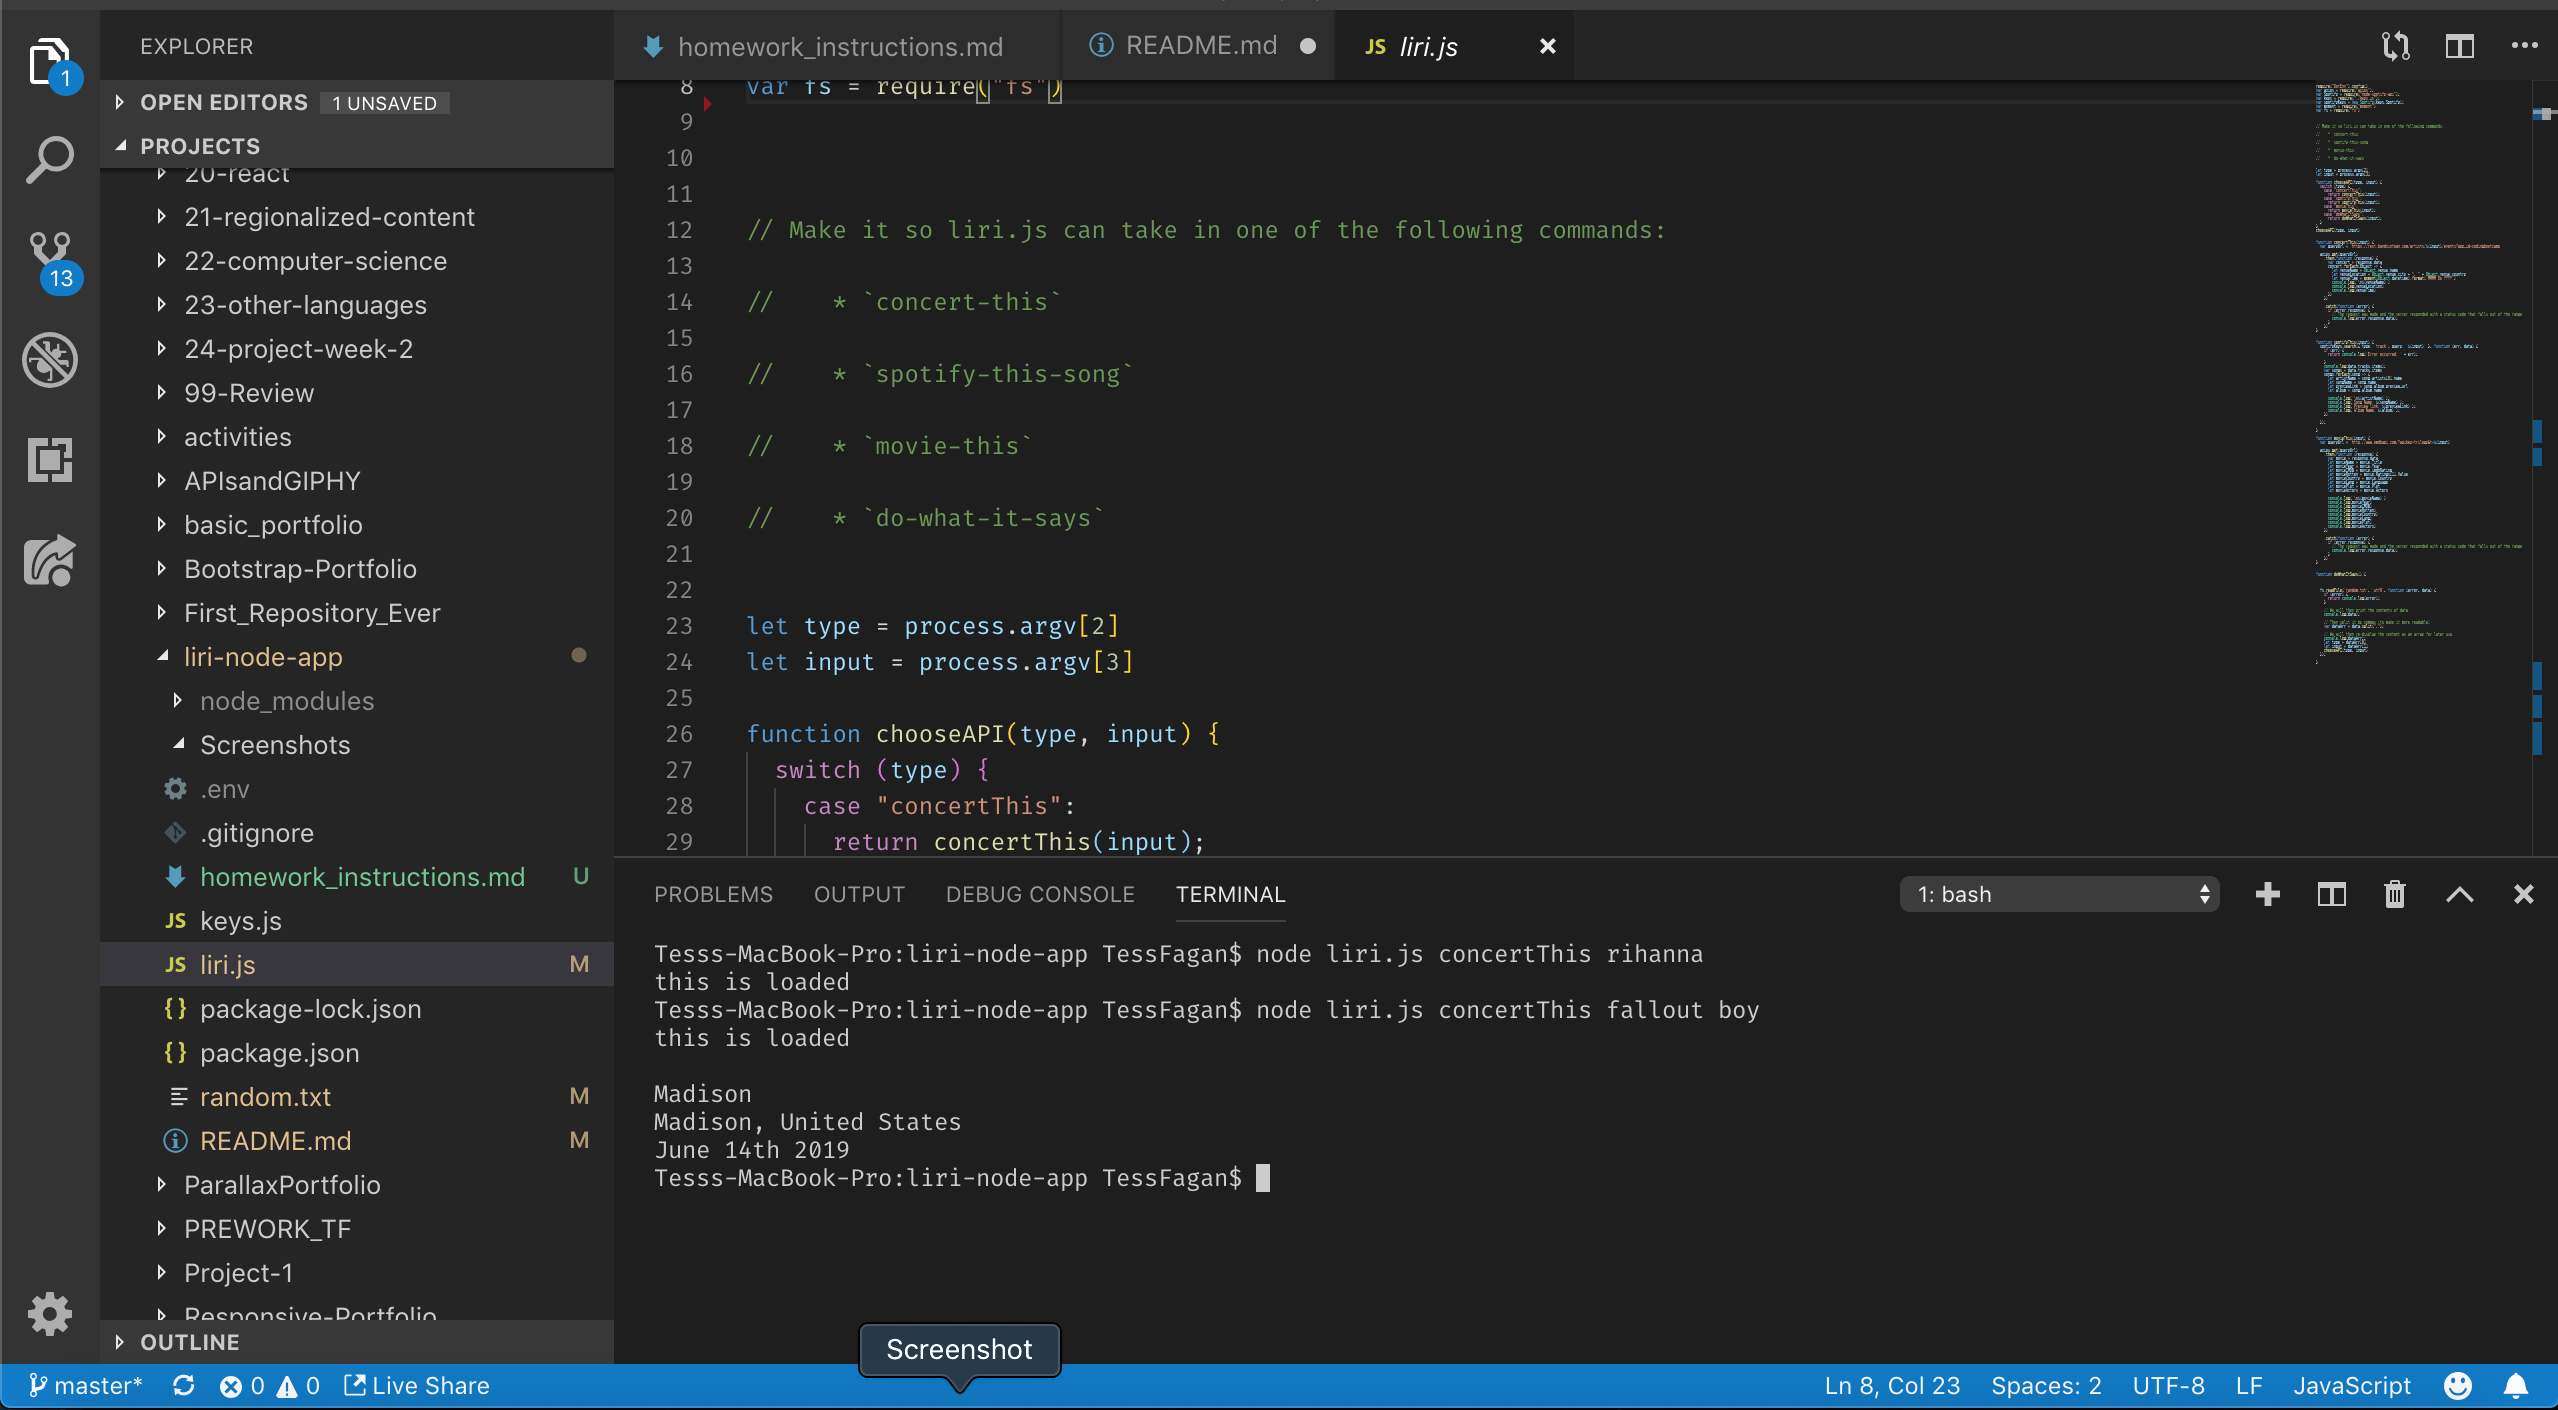 EXPLORER
OPEN EDITORS 1 UNSAVED
PROJECTS
20-react
21-regionalized-content
22-computer-science
23-other-languages
24-project-week-2
99-Review
activities
APIsandGIPHY
basic_portfolio
Bootstrap-Portfolio
First_Repository_Ever
liri-node-app
node_modules
Screenshots
.env
.gitignore
homework_instructions.md U
JS keys.js
JS liri.js M
{} package-lock.json
{} package.json
random.txt M
README.md M
ParallaxPortfolio
PREWORK_TF
Project-1
Responsive-Portfolio
OUTLINE
1
13
homework_instructions.md
README.md
JS liri.js
8 var fs = require("fs")
9
10
11
12 // Make it so liri.js can take in one of the following commands:
13
14 //    * `concert-this`
15
16 //    * `spotify-this-song`
17
18 //    * `movie-this`
19
20 //    * `do-what-it-says`
21
22
23 let type = process.argv[2]
24 let input = process.argv[3]
25
26 function chooseAPI(type, input) {
27   switch (type) {
28     case "concertThis":
29       return concertThis(input);
PROBLEMS OUTPUT DEBUG CONSOLE TERMINAL
1: bash
Tesss-MacBook-Pro:liri-node-app TessFagan$ node liri.js concertThis rihanna
this is loaded
Tesss-MacBook-Pro:liri-node-app TessFagan$ node liri.js concertThis fallout boy
this is loaded
Madison
Madison, United States
June 14th 2019
Tesss-MacBook-Pro:liri-node-app TessFagan$
Screenshot
master* 0 0 Live Share
Ln 8, Col 23 Spaces: 2 UTF-8 LF JavaScript